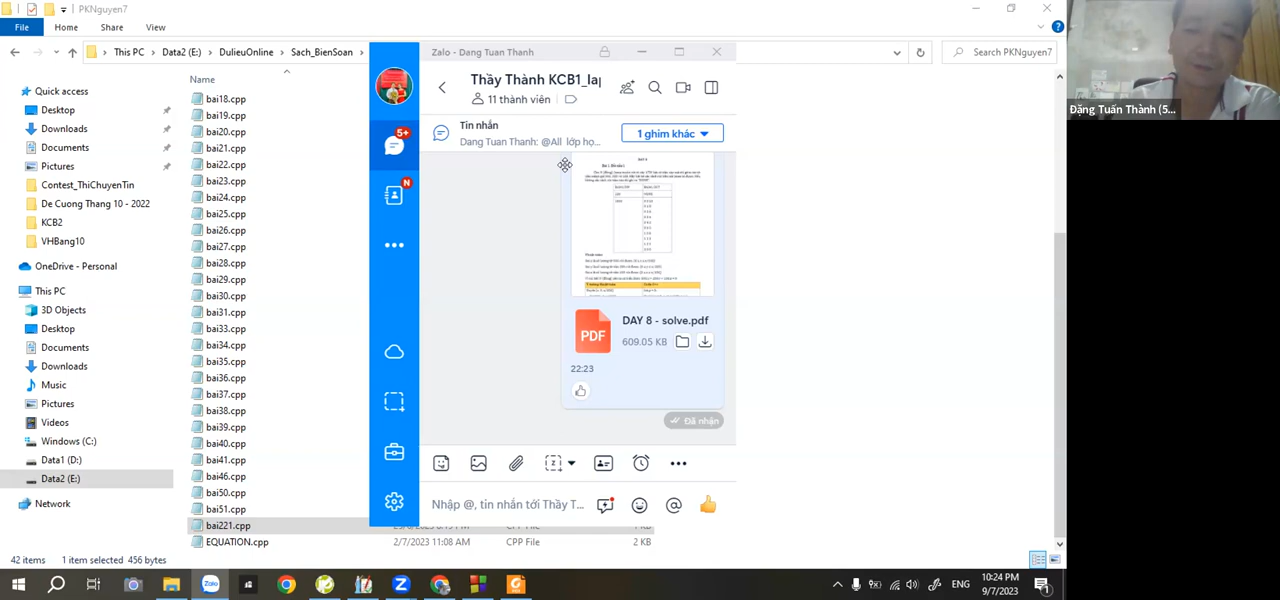 PKNguyen7
File
Home
Share
View
This PC
Data2 (E:)
DulieuOnline
Sach_BienSoan
Search PKNguyen7
Name
Quick access
Desktop
Downloads
Documents
Pictures
Contest_ThiChuyenTin
De Cuong Thang 10 - 2022
KCB2
VHBang10
OneDrive - Personal
This PC
3D Objects
Desktop
Documents
Downloads
Music
Pictures
Videos
Windows (C:)
Data1 (D:)
Data2 (E:)
Network
bai18.cpp
bai19.cpp
bai20.cpp
bai21.cpp
bai22.cpp
bai23.cpp
bai24.cpp
bai25.cpp
bai26.cpp
bai27.cpp
bai28.cpp
bai29.cpp
bai30.cpp
bai31.cpp
bai33.cpp
bai34.cpp
bai35.cpp
bai36.cpp
bai37.cpp
bai38.cpp
bai39.cpp
bai40.cpp
bai41.cpp
bai46.cpp
bai50.cpp
bai51.cpp
bai221.cpp
EQUATION.cpp
2/7/2023 11:08 AM
CPP File
2 KB
42 items
1 item selected 456 bytes
Zalo - Dang Tuan Thanh
Thầy Thành KCB1_lap
11 thành viên
5+
N
Tin nhắn
Dang Tuan Thanh: @All lớp họ...
1 ghim khác
PDF
DAY 8 - solve.pdf
609.05 KB
22:23
Đã nhận
Nhập @, tin nhắn tới Thầy T...
Đặng Tuấn Thành (5...
Zalo
ENG
10:24 PM
9/7/2023
1